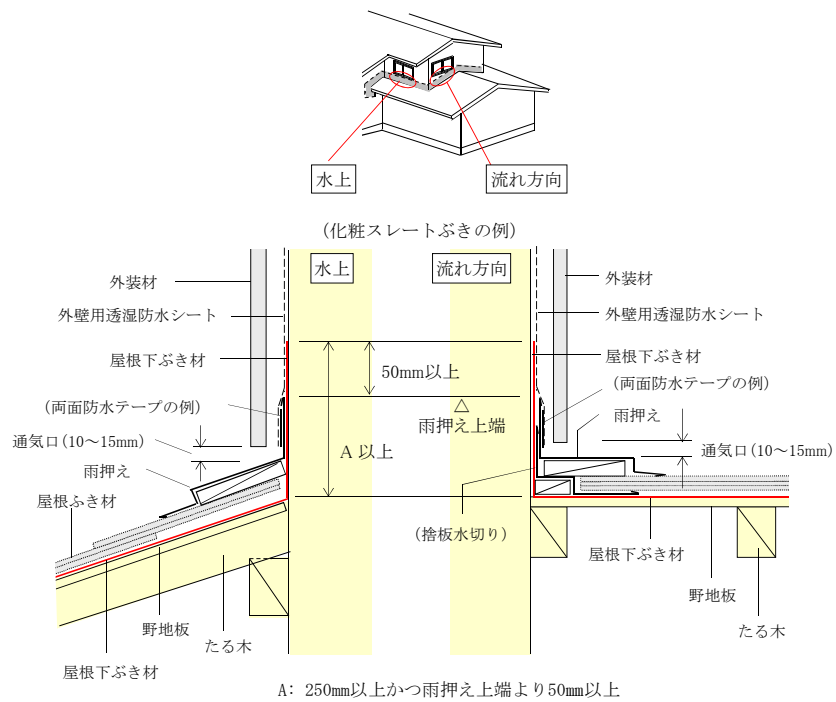 水上
流れ方向
(化粧スレートぶきの例)
水上
流れ方向
外装材
外装材
外壁用透湿防水シート
外壁用透湿防水シート
屋根下ぶき材
屋根下ぶき材
50mm以上
(両面防水テープの例)
(両面防水テープの例)
雨押え
△
雨押え上端
通気口(10～15mm)
A 以上
通気口(10～15mm)
雨押え
屋根ふき材
(捨板水切り)
屋根下ぶき材
野地板
野地板
たる木
たる木
屋根下ぶき材
A: 250mm以上かつ雨押え上端より50mm以上